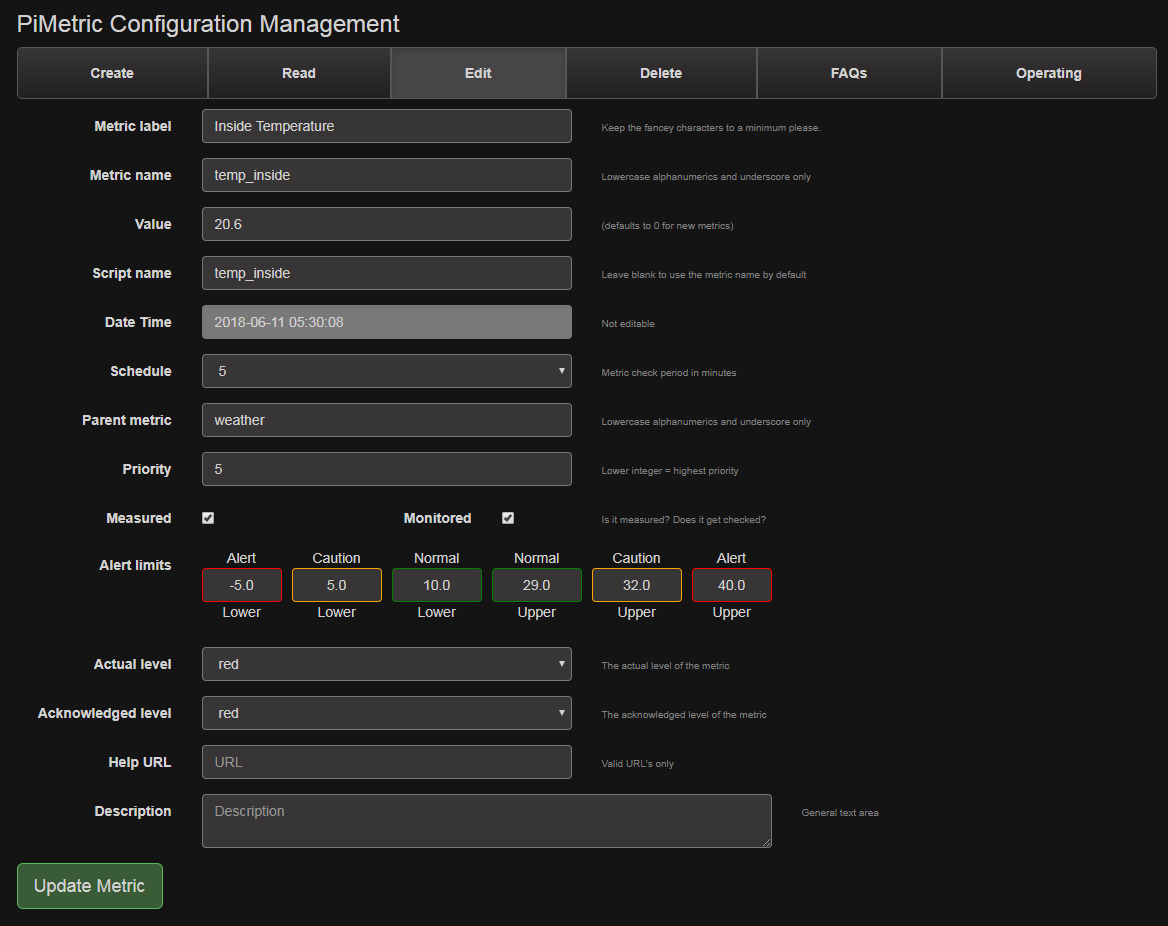 PiMetric Configuration Management
Create Read Edit Delete FAQs Operating
Metric label Inside Temperature Keep the fancey characters to a minimum please.
Metric name temp_inside Lowercase alphanumerics and underscore only
Value 20.6 (defaults to 0 for new metrics)
Script name temp_inside Leave blank to use the metric name by default
Date Time 2018-06-11 05:30:08 Not editable
Schedule 5 Metric check period in minutes
Parent metric weather Lowercase alphanumerics and underscore only
Priority 5 Lower integer = highest priority
Measured Monitored Is it measured? Does it get checked?
Alert limits
Alert Caution Normal Normal Caution Alert
-5.0 5.0 10.0 29.0 32.0 40.0
Lower Lower Lower Upper Upper Upper
Actual level red The actual level of the metric
Acknowledged level red The acknowledged level of the metric
Help URL URL Valid URL's only
Description Description General text area
Update Metric